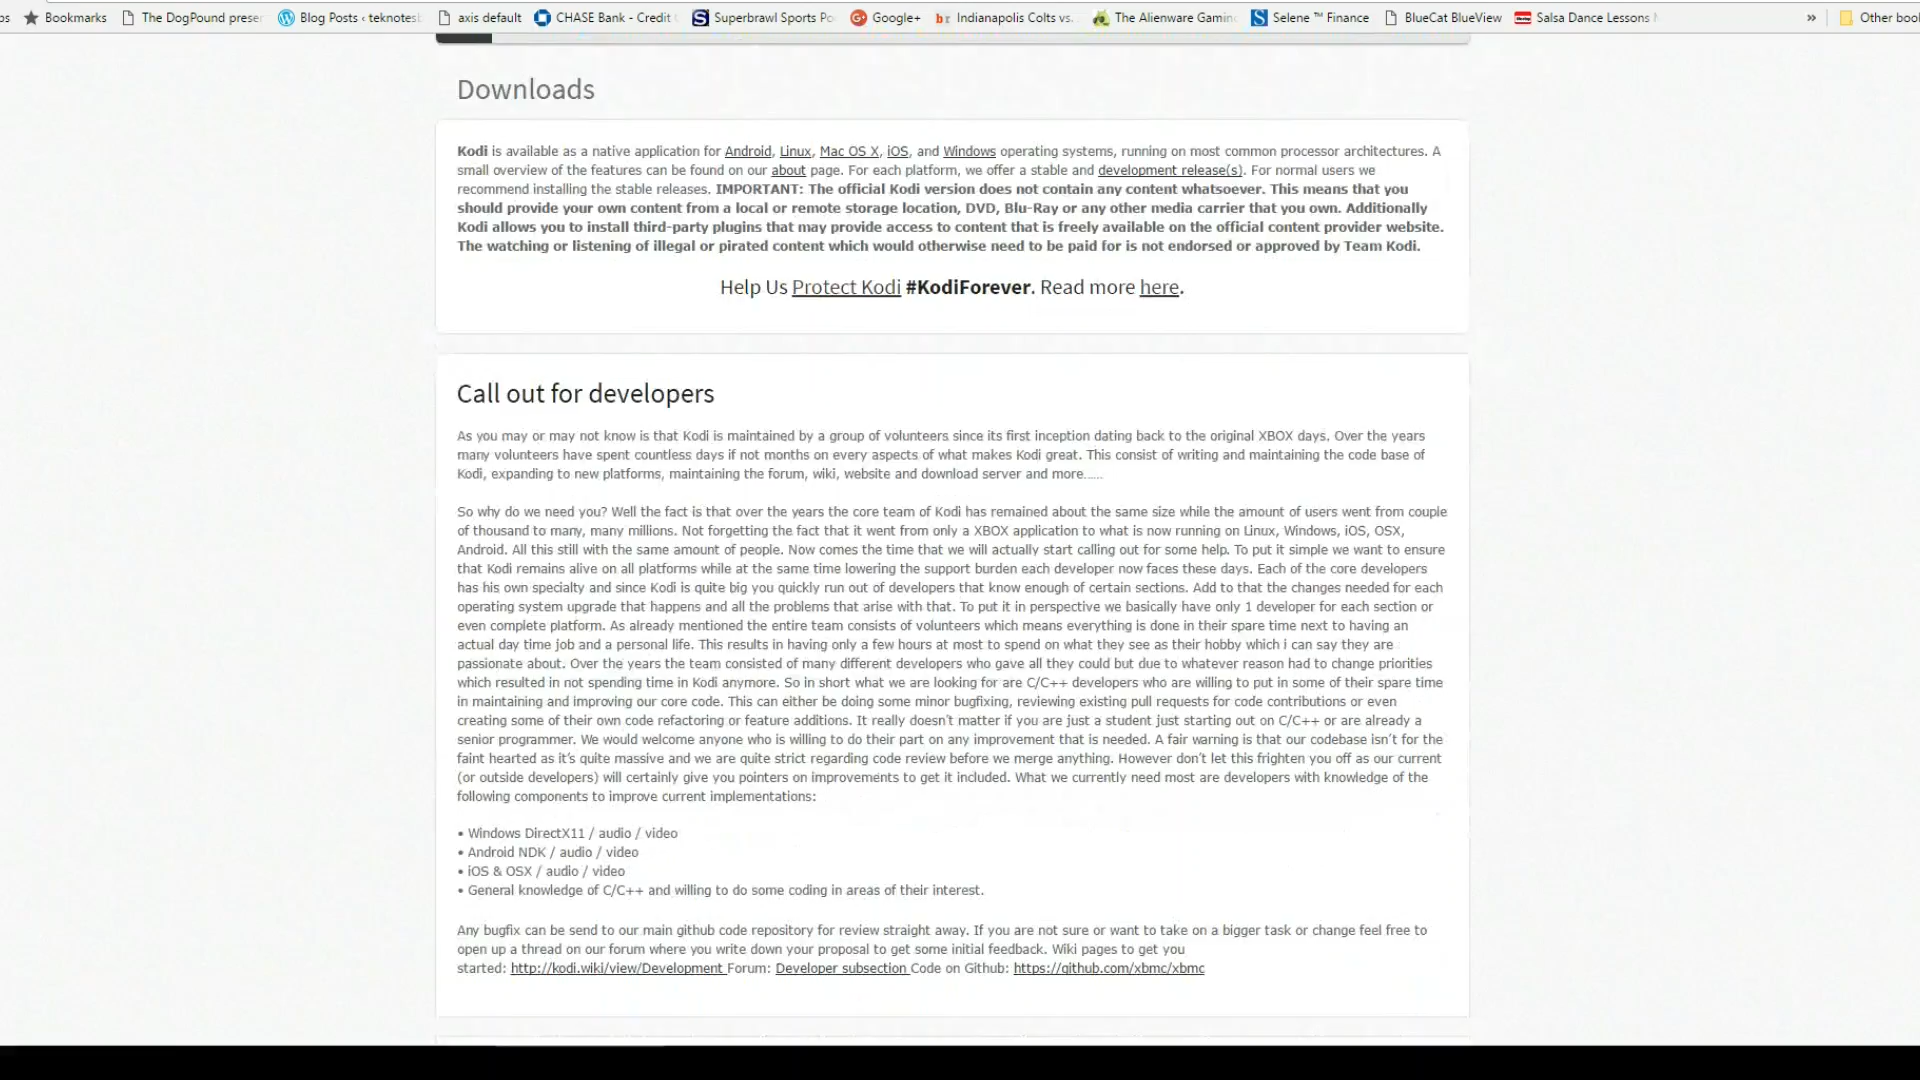 os Bookmarks The DogPound preser Blog Posts ‹ teknotesl axis default CHASE Bank - Credit Superbrawl Sports Po Google+ Indianapolis Colts vs. The Alienware Gamin Selene ™ Finance BlueCat BlueView Salsa Dance Lessons » Other book
Downloads
Kodi is available as a native application for Android, Linux, Mac OS X, iOS, and Windows operating systems, running on most common processor architectures. A
small overview of the features can be found on our about page. For each platform, we offer a stable and development release(s). For normal users we
recommend installing the stable releases. IMPORTANT: The official Kodi version does not contain any content whatsoever. This means that you
should provide your own content from a local or remote storage location, DVD, Blu-Ray or any other media carrier that you own. Additionally
Kodi allows you to install third-party plugins that may provide access to content that is freely available on the official content provider website.
The watching or listening of illegal or pirated content which would otherwise need to be paid for is not endorsed or approved by Team Kodi.
Help Us Protect Kodi #KodiForever. Read more here.
Call out for developers
As you may or may not know is that Kodi is maintained by a group of volunteers since its first inception dating back to the original XBOX days. Over the years
many volunteers have spent countless days if not months on every aspects of what makes Kodi great. This consist of writing and maintaining the code base of
Kodi, expanding to new platforms, maintaining the forum, wiki, website and download server and more......
So why do we need you? Well the fact is that over the years the core team of Kodi has remained about the same size while the amount of users went from couple
of thousand to many, many millions. Not forgetting the fact that it went from only a XBOX application to what is now running on Linux, Windows, iOS, OSX,
Android. All this still with the same amount of people. Now comes the time that we will actually start calling out for some help. To put it simple we want to ensure
that Kodi remains alive on all platforms while at the same time lowering the support burden each developer now faces these days. Each of the core developers
has his own specialty and since Kodi is quite big you quickly run out of developers that know enough of certain sections. Add to that the changes needed for each
operating system upgrade that happens and all the problems that arise with that. To put it in perspective we basically have only 1 developer for each section or
even complete platform. As already mentioned the entire team consists of volunteers which means everything is done in their spare time next to having an
actual day time job and a personal life. This results in having only a few hours at most to spend on what they see as their hobby which i can say they are
passionate about. Over the years the team consisted of many different developers who gave all they could but due to whatever reason had to change priorities
which resulted in not spending time in Kodi anymore. So in short what we are looking for are C/C++ developers who are willing to put in some of their spare time
in maintaining and improving our core code. This can either be doing some minor bugfixing, reviewing existing pull requests for code contributions or even
creating some of their own code refactoring or feature additions. It really doesn't matter if you are just a student just starting out on C/C++ or are already a
senior programmer. We would welcome anyone who is willing to do their part on any improvement that is needed. A fair warning is that our codebase isn't for the
faint hearted as it's quite massive and we are quite strict regarding code review before we merge anything. However don't let this frighten you off as our current
(or outside developers) will certainly give you pointers on improvements to get it included. What we currently need most are developers with knowledge of the
following components to improve current implementations:
• Windows DirectX11 / audio / video
• Android NDK / audio / video
• iOS & OSX / audio / video
• General knowledge of C/C++ and willing to do some coding in areas of their interest.
Any bugfix can be send to our main github code repository for review straight away. If you are not sure or want to take on a bigger task or change feel free to
open up a thread on our forum where you write down your proposal to get some initial feedback. Wiki pages to get you
started: http://kodi.wiki/view/Development Forum: Developer subsection Code on Github: https://github.com/xbmc/xbmc